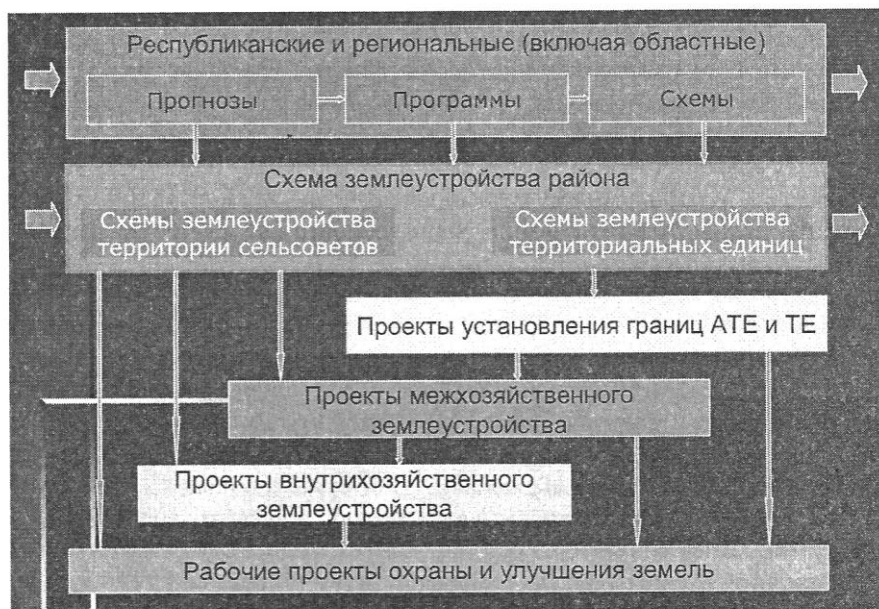 Республиканские и региональные (включая областные)
Прогнозы
Программы
Схемы
Схема землеустройства района
Схемы землеустройства
территории сельсоветов
Схемы землеустройства
территориальных единиц
Проекты установления границ АТЕ и ТЕ
Проекты межхозяйственного
землеустройства
Проекты внутрихозяйственного
землеустройства
Рабочие проекты охраны и улучшения земель